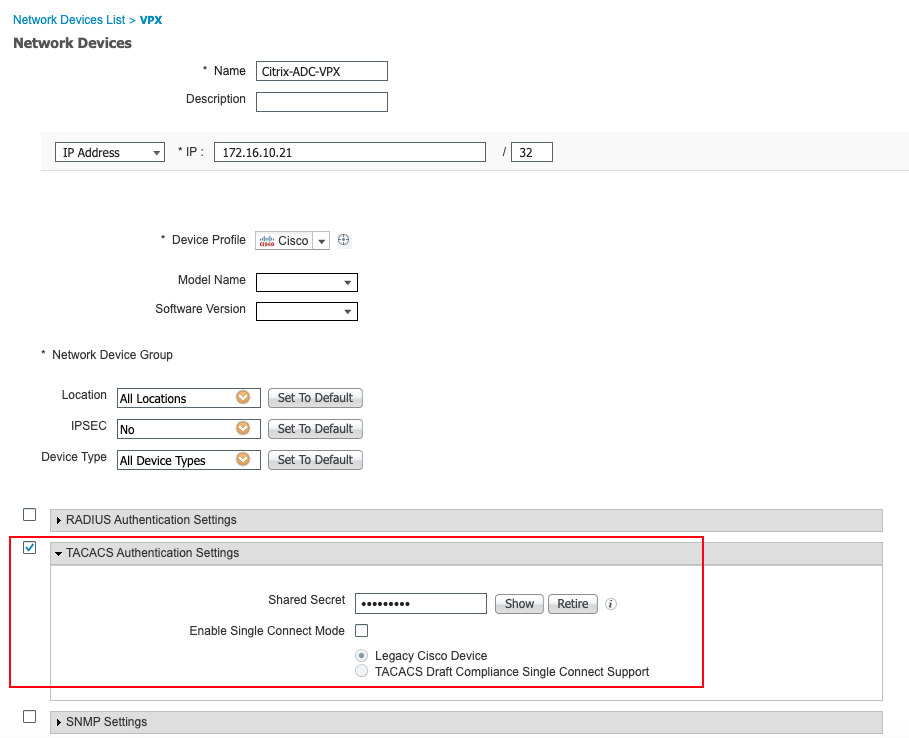 Network Devices List > VPX
Network Devices
* Name Citrix-ADC-VPX
Description
IP Address * IP : 172.16.10.21 / 32
* Device Profile cisco Cisco
Model Name
Software Version
* Network Device Group
Location All Locations Set To Default
IPSEC No Set To Default
Device Type All Device Types Set To Default
RADIUS Authentication Settings
TACACS Authentication Settings
Shared Secret ••••••••• Show Retire i
Enable Single Connect Mode
Legacy Cisco Device
TACACS Draft Compliance Single Connect Support
SNMP Settings